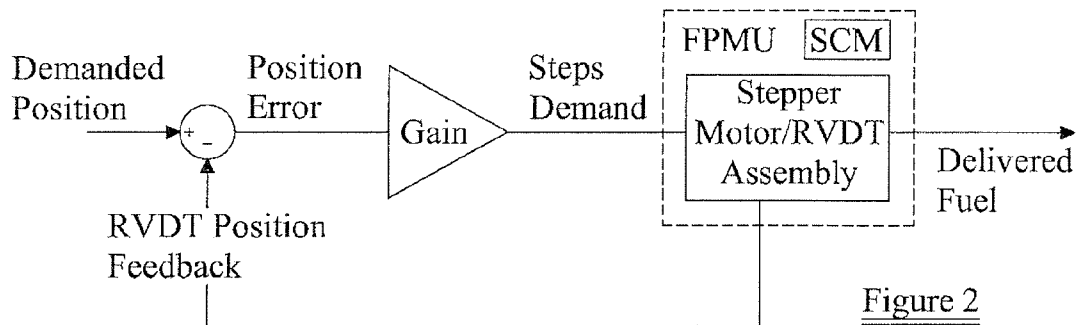 Demanded
Position
+
-
Position
Error
Gain
Steps
Demand
FPMU
SCM
Stepper
Motor/RVDT
Assembly
Delivered
Fuel
RVDT Position
Feedback
Figure 2